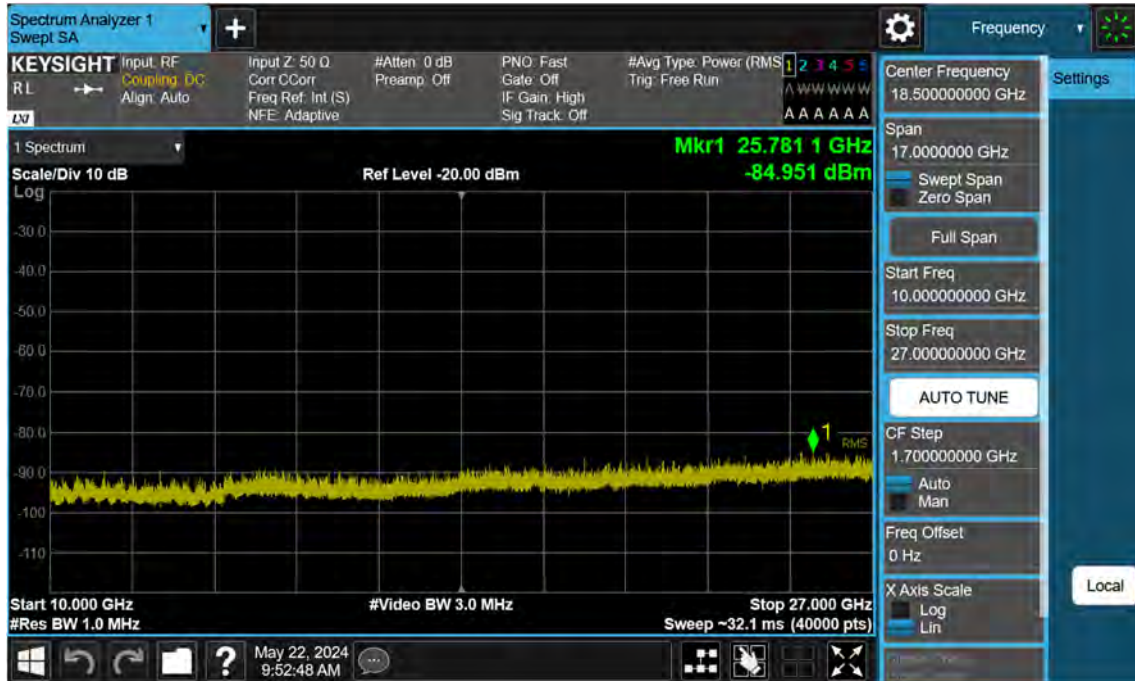 Spectrum Analyzer 1
Swept SA
Frequency
KEYSIGHT
RL
LXI
Input: RF
Coupling: DC
Align: Auto
Input Z: 50 Ω
Corr CCorr
Freq Ref: Int (S)
NFE: Adaptive
#Atten: 0 dB
Preamp: Off
PNO: Fast
Gate: Off
IF Gain: High
Sig Track: Off
#Avg Type: Power (RMS
Trig: Free Run
1 2 3 4 5 6
A W W W W W
A A A A A A
1 Spectrum
Mkr1 25.781 1 GHz
Scale/Div 10 dB
Ref Level -20.00 dBm
-84.951 dBm
Log
-30.0
-40.0
-50.0
-60.0
-70.0
-80.0
-90.0
-100
-110
1
RMS
Start 10.000 GHz
#Video BW 3.0 MHz
Stop 27.000 GHz
#Res BW 1.0 MHz
Sweep ~32.1 ms (40000 pts)
Center Frequency
18.500000000 GHz
Settings
Span
17.0000000 GHz
Swept Span
Zero Span
Full Span
Start Freq
10.000000000 GHz
Stop Freq
27.000000000 GHz
AUTO TUNE
CF Step
1.700000000 GHz
Auto
Man
Freq Offset
0 Hz
X Axis Scale
Log
Lin
Local
?
May 22, 2024
9:52:48 AM